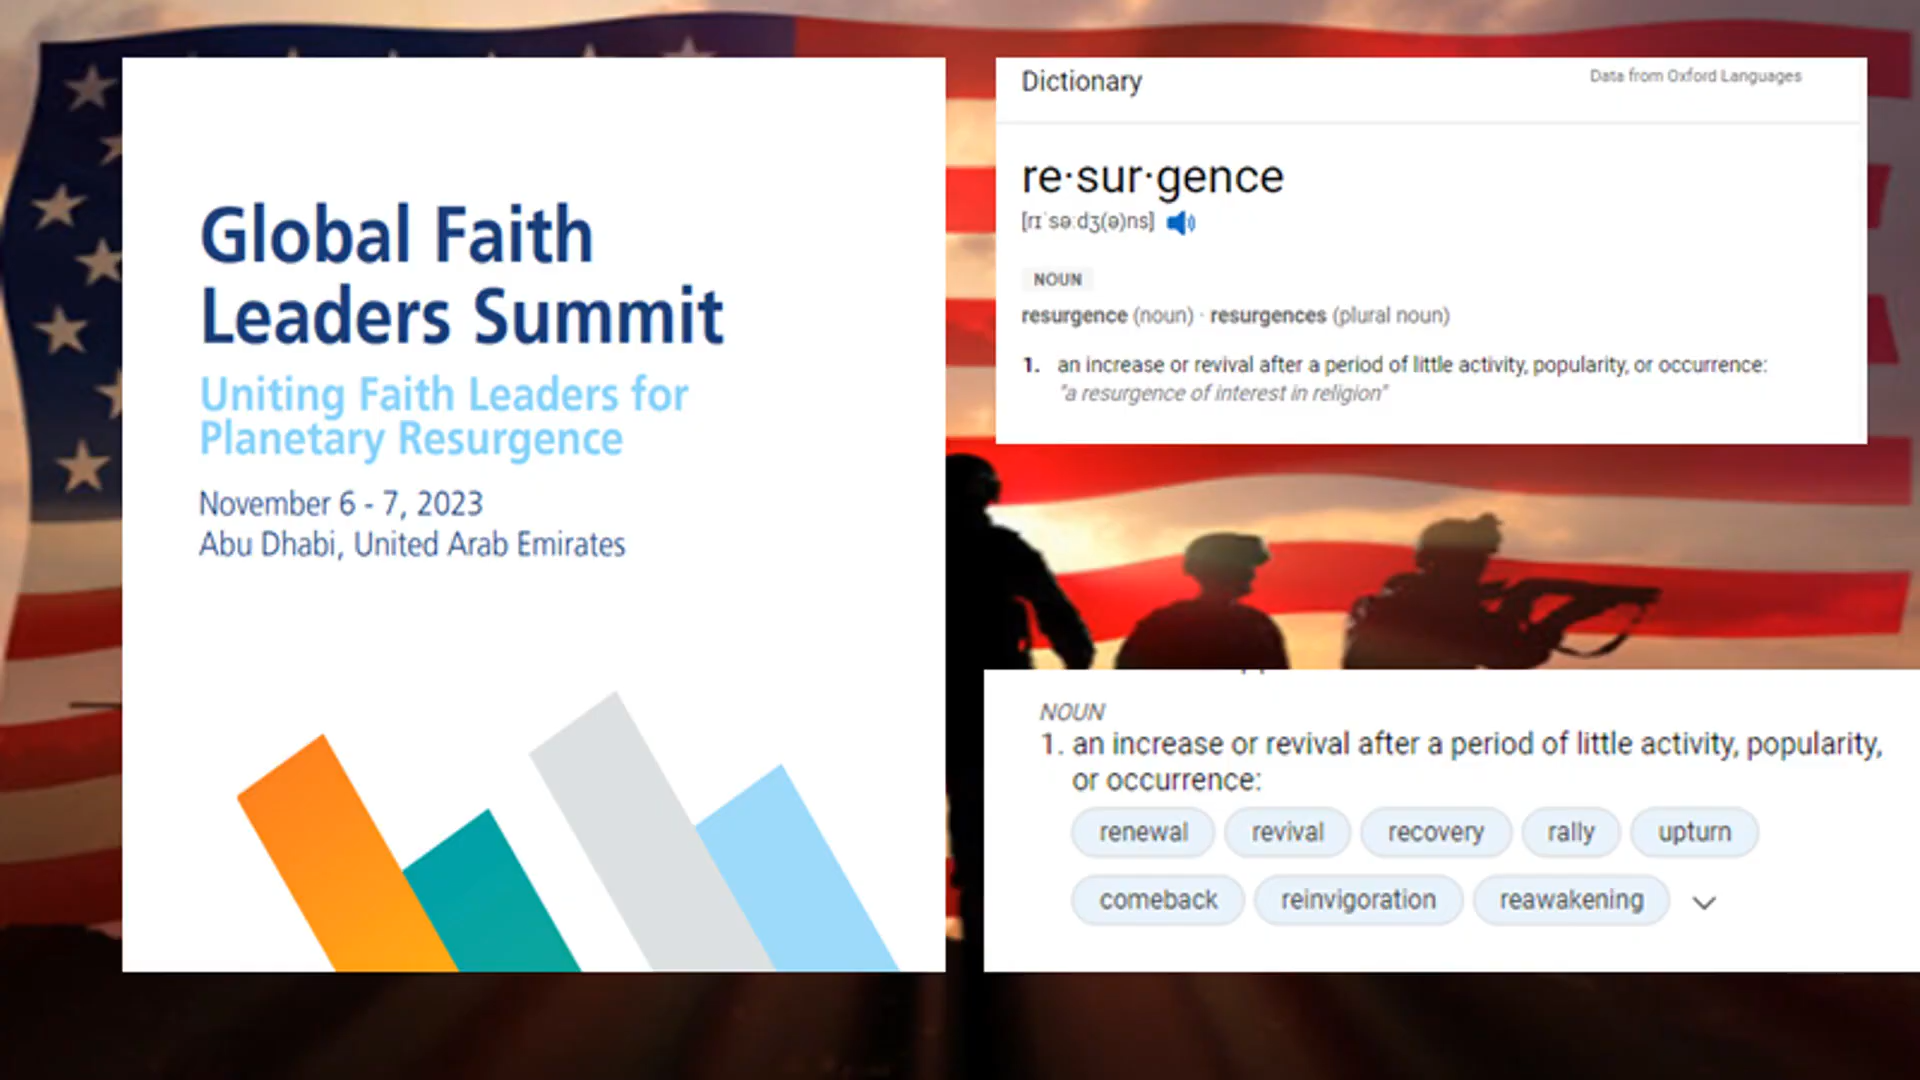 Global Faith
Leaders Summit
Uniting Faith Leaders for
Planetary Resurgence
November 6 - 7, 2023
Abu Dhabi, United Arab Emirates
Dictionary
Data from Oxford Languages
re·sur·gence
[rɪˈsəːdʒ(ə)ns]
NOUN
resurgence (noun) · resurgences (plural noun)
1. an increase or revival after a period of little activity, popularity, or occurrence:
"a resurgence of interest in religion"
NOUN
1. an increase or revival after a period of little activity, popularity,
or occurrence:
renewal revival recovery rally upturn
comeback reinvigoration reawakening